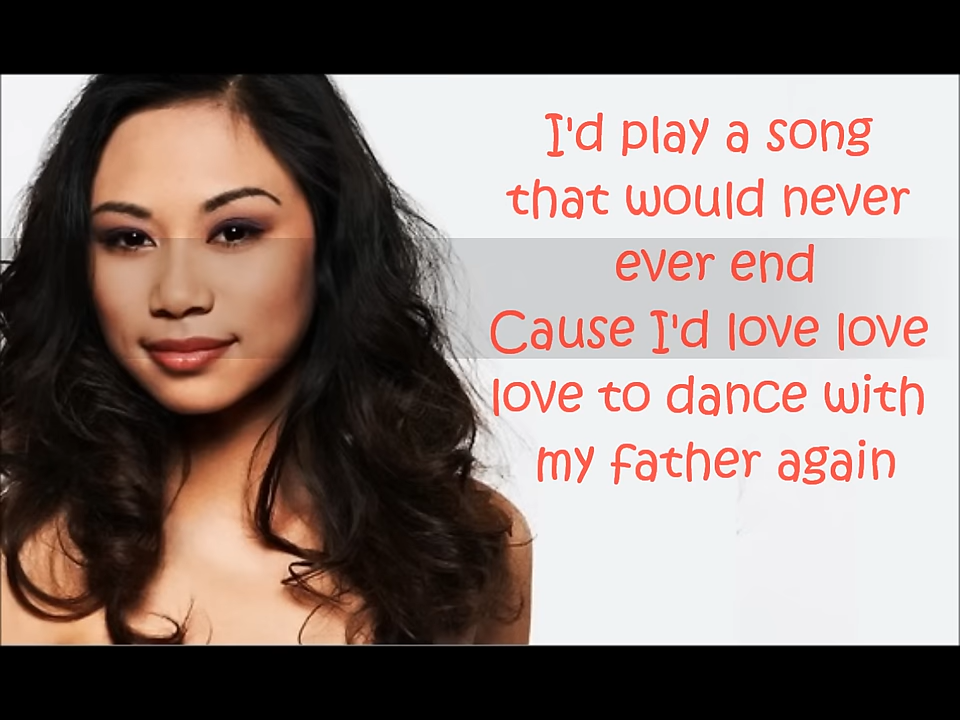 I'd play a song
that would never
ever end
Cause I'd love love
love to dance with
my father again